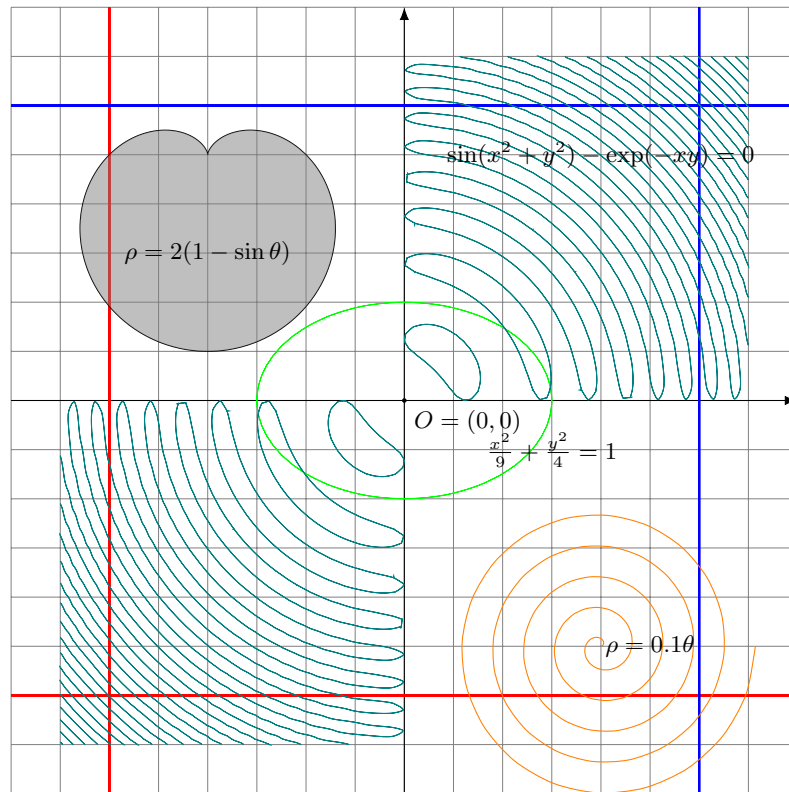 sin(x² + y²) − exp(−xy) = 0
ρ = 2(1 − sin θ)
O = (0, 0)
x²/9 + y²/4 = 1
ρ = 0.1θ